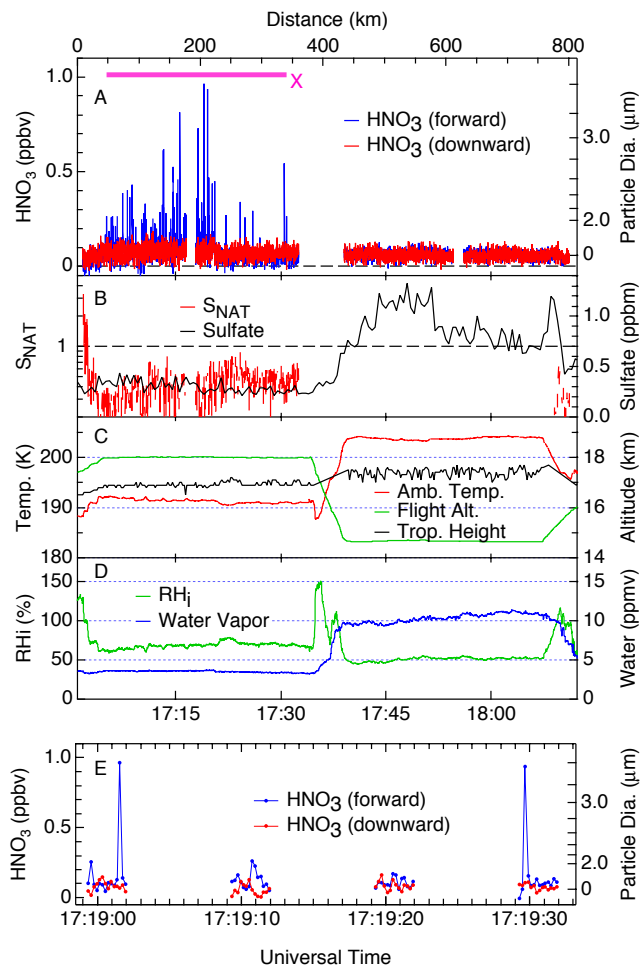 Distance (km)
0 200 400 600 800
A
X
HNO3 (ppbv)
1.0
0.5
0
HNO3 (forward)
HNO3 (downward)
3.0
2.0
0
Particle Dia. (μm)
B
SNAT
1
SNAT
Sulfate
1.0
0.5
0.0
Sulfate (ppbm)
C
Temp. (K)
200
190
180
Amb. Temp.
Flight Alt.
Trop. Height
18
16
14
Altitude (km)
D
RHi (%)
150
100
50
0
RHi
Water Vapor
15
10
5
0
Water (ppmv)
17:15 17:30 17:45 18:00
E
HNO3 (ppbv)
1.0
0.5
0
HNO3 (forward)
HNO3 (downward)
3.0
2.0
0
Particle Dia. (μm)
17:19:00 17:19:10 17:19:20 17:19:30
Universal Time